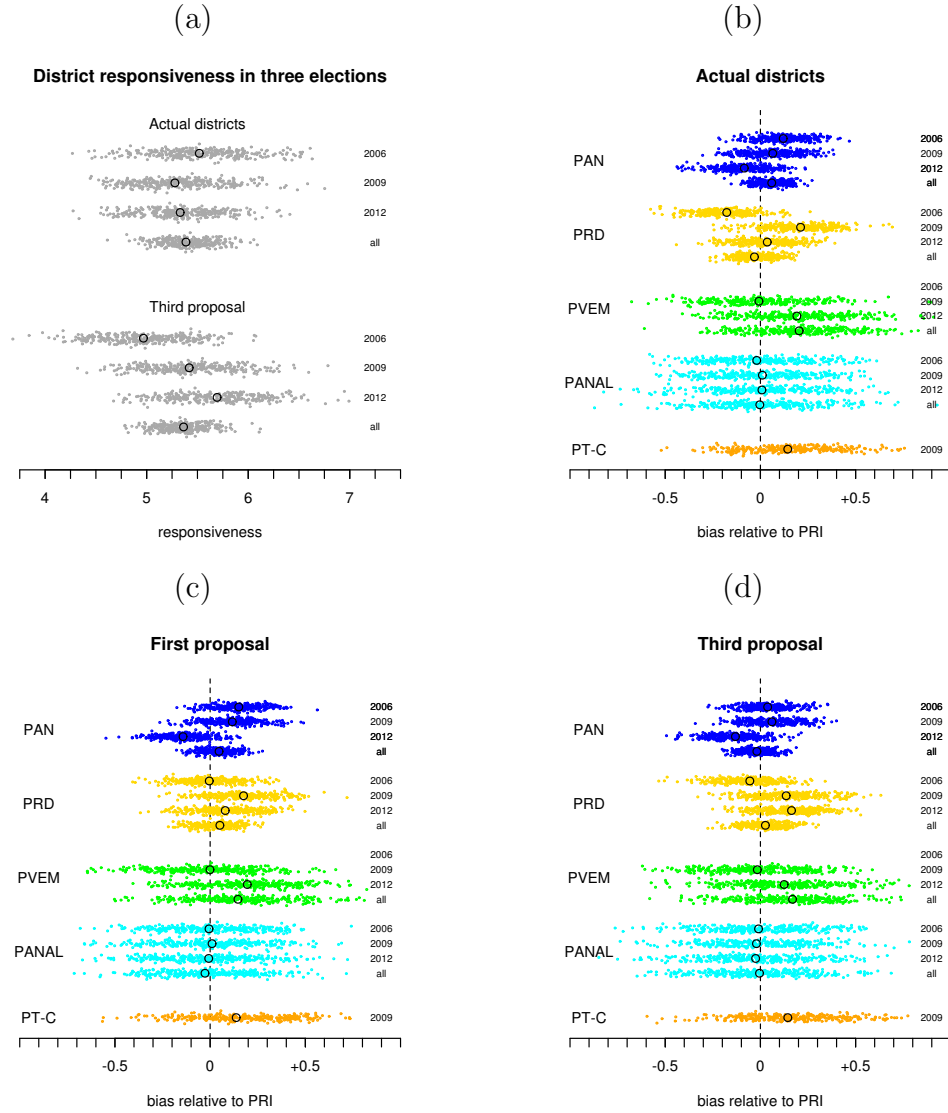 (a)
District responsiveness in three elections
Actual districts
2006
2009
2012
all
Third proposal
2006
2009
2012
all
4 5 6 7
responsiveness
(b)
Actual districts
PAN
2006
2009
2012
all
PRD
2006
2009
2012
all
PVEM
2006
2009
2012
all
PANAL
2006
2009
2012
all
PT-C
2009
-0.5 0 +0.5
bias relative to PRI
(c)
First proposal
PAN
2006
2009
2012
all
PRD
2006
2009
2012
all
PVEM
2006
2009
2012
all
PANAL
2006
2009
2012
all
PT-C
2009
-0.5 0 +0.5
bias relative to PRI
(d)
Third proposal
PAN
2006
2009
2012
all
PRD
2006
2009
2012
all
PVEM
2006
2009
2012
all
PANAL
2006
2009
2012
all
PT-C
2009
-0.5 0 +0.5
bias relative to PRI